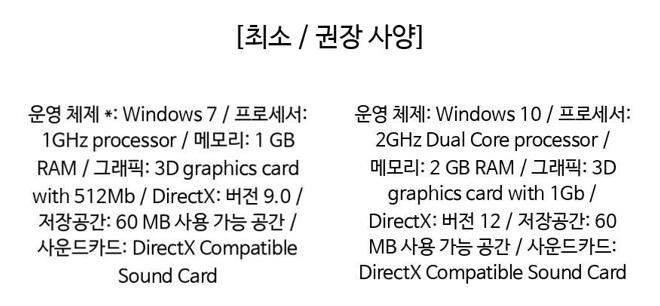 [최소 / 권장 사양]
운영 체제 *: Windows 7 / 프로세서:
1GHz processor / 메모리: 1 GB
RAM / 그래픽: 3D graphics card
with 512Mb / DirectX: 버전 9.0 /
저장공간: 60 MB 사용 가능 공간 /
사운드카드: DirectX Compatible
Sound Card
운영 체제: Windows 10 / 프로세서:
2GHz Dual Core processor /
메모리: 2 GB RAM / 그래픽: 3D
graphics card with 1Gb /
DirectX: 버전 12 / 저장공간: 60
MB 사용 가능 공간 / 사운드카드:
DirectX Compatible Sound Card